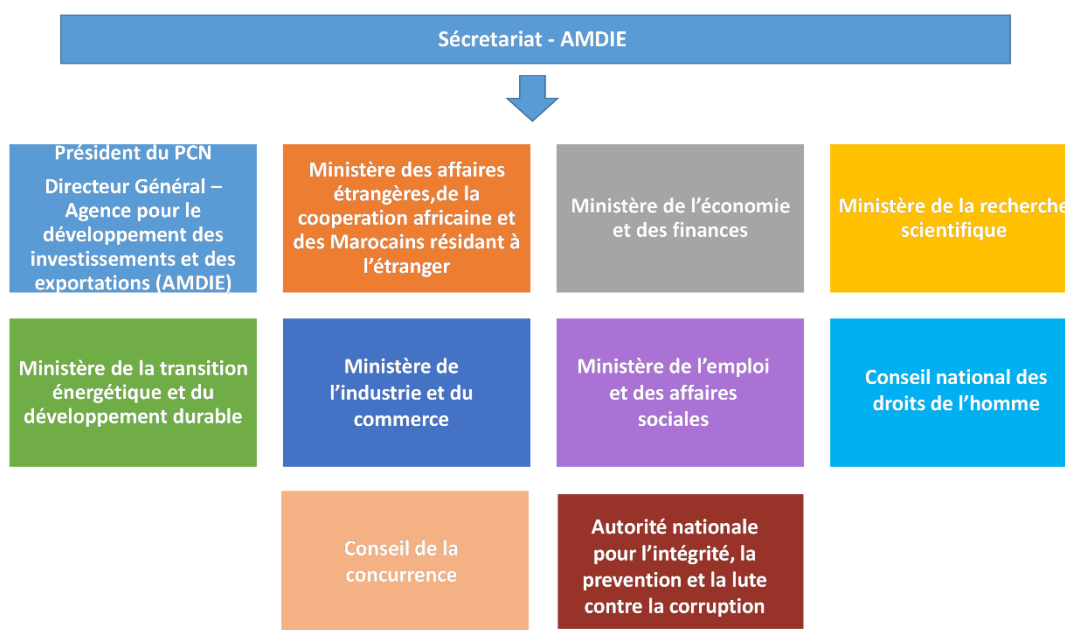 Sécretariat - AMDIE
Président du PCN
Directeur Général –
Agence pour le
développement des
investissements et des
exportations (AMDIE)
Ministère des affaires
étrangères,de la
cooperation africaine et
des Marocains résidant à
l’étranger
Ministère de l’économie
et des finances
Ministère de la recherche
scientifique
Ministère de la transition
énergétique et du
développement durable
Ministère de
l’industrie et du
commerce
Ministère de l’emploi
et des affaires
sociales
Conseil national des
droits de l’homme
Conseil de la
concurrence
Autorité nationale
pour l’intégrité, la
prevention et la lute
contre la corruption